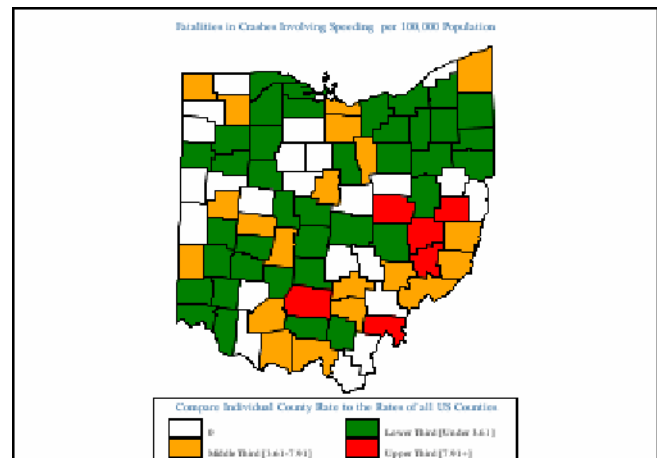 Fatalities in Crashes Involving Speeding per 100,000 Population
Compare Individual County Rate to the Rates of all US Counties
0
Lower Third [Under 3.61]
Middle Third [3.61-7.91]
Upper Third [7.91+]